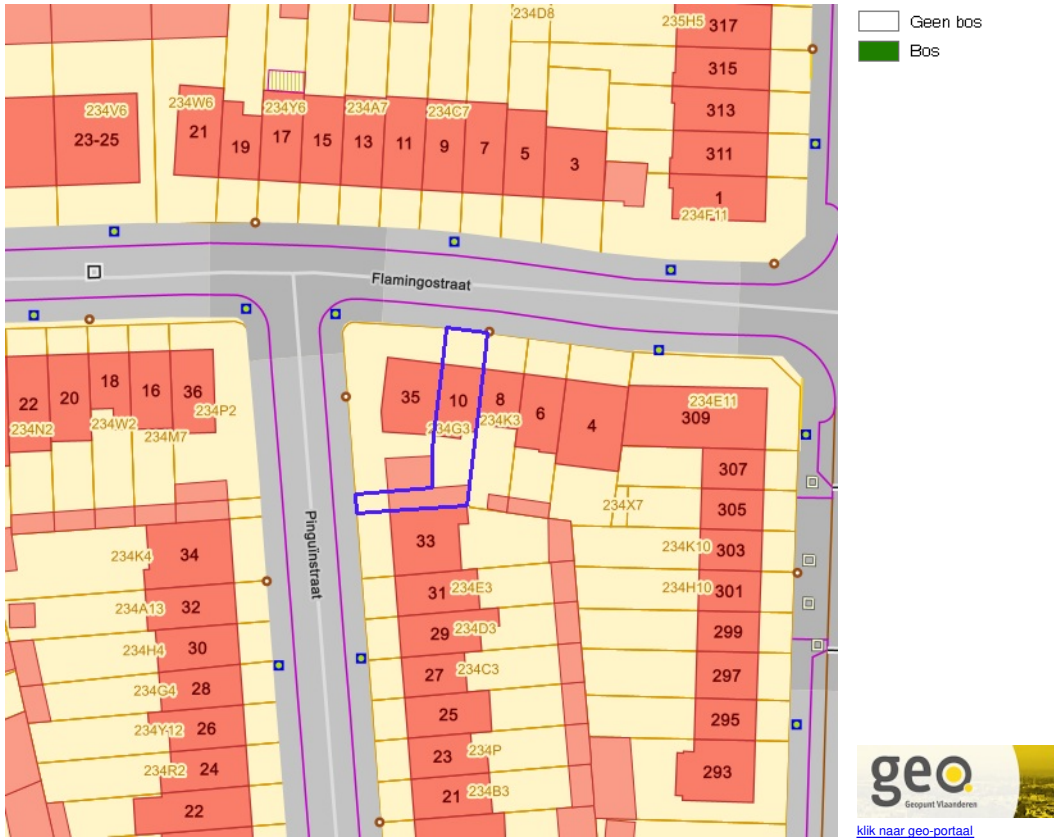 234D8
235H5
317
Geen bos
315
Bos
234V6
234W6
234Y6
234A7
234C7
313
23-25
21
19
17
15
13
11
9
7
5
3
311
1
234F11
Flamingostraat
22
20
18
16
36
234P2
234N2
234W2
234M7
35
10
8
6
4
234G3
234K3
234E11
309
307
305
234X7
Pinguïnstraat
34
234K4
33
234K10
303
31
234E3
234H10
301
234A13
32
29
234D3
299
234H4
30
27
234C3
297
234G4
28
25
295
234Y12
26
23
234P
293
234R2
24
21
234B3
22
geo
Geopunt Vlaanderen
klik naar geo-portaal